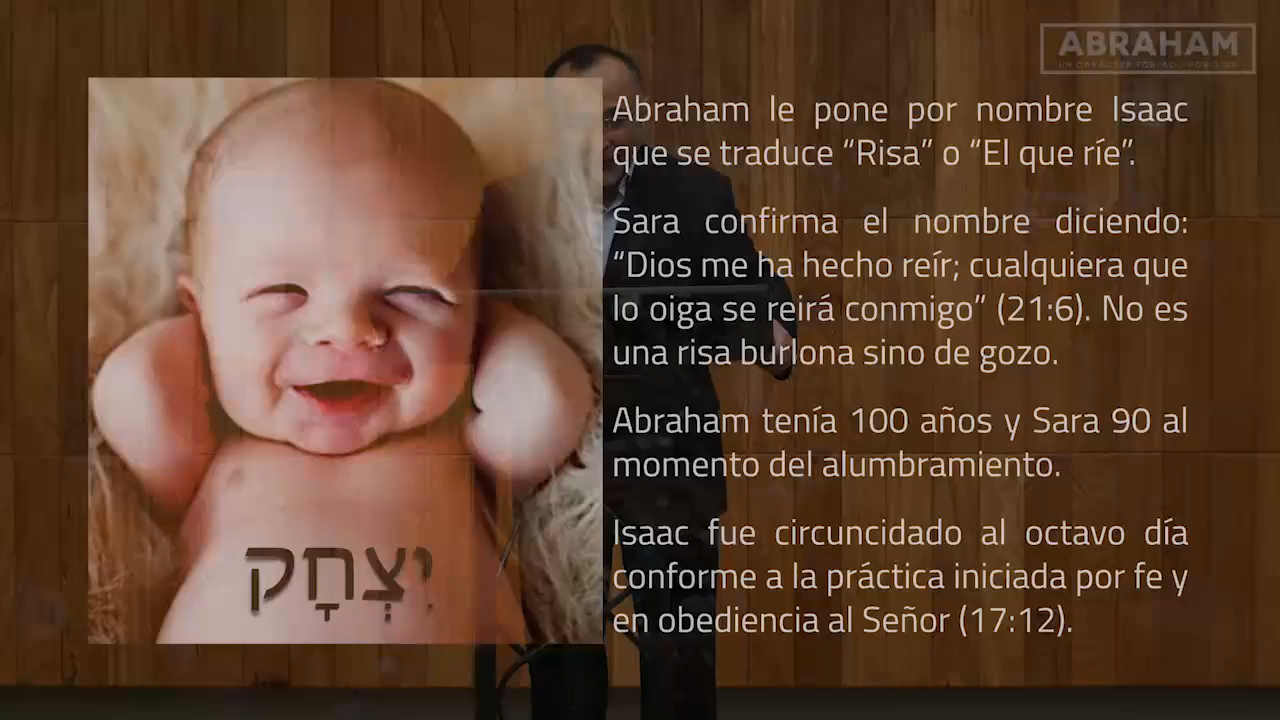 ABRAHAM
Abraham le pone por nombre Isaac
que se traduce “Risa” o “El que ríe”.
Sara confirma el nombre diciendo:
“Dios me ha hecho reír; cualquiera que
lo oiga se reirá conmigo” (21:6). No es
una risa burlona sino de gozo.
Abraham tenía 100 años y Sara 90 al
momento del alumbramiento.
Isaac fue circuncidado al octavo día
conforme a la práctica iniciada por fe y
en obediencia al Señor (17:12).
יִצְחָק